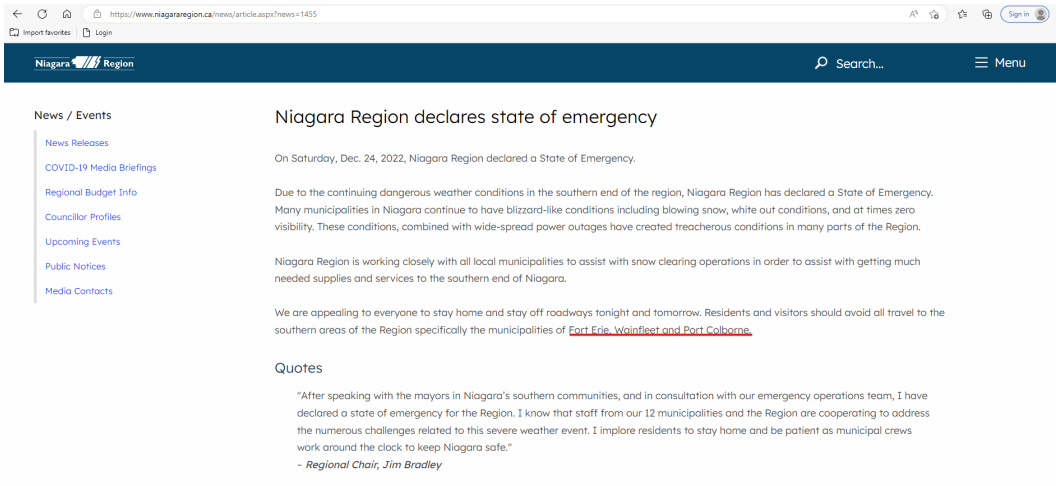 https://www.niagararegion.ca/news/article.aspx?news=1455
Sign in
Import favorites
Login
Niagara Region
Search...
Menu
News / Events
News Releases
COVID-19 Media Briefings
Regional Budget Info
Councillor Profiles
Upcoming Events
Public Notices
Media Contacts
Niagara Region declares state of emergency
On Saturday, Dec. 24, 2022, Niagara Region declared a State of Emergency.
Due to the continuing dangerous weather conditions in the southern end of the region, Niagara Region has declared a State of Emergency.
Many municipalities in Niagara continue to have blizzard-like conditions including blowing snow, white out conditions, and at times zero
visibility. These conditions, combined with wide-spread power outages have created treacherous conditions in many parts of the Region.
Niagara Region is working closely with all local municipalities to assist with snow clearing operations in order to assist with getting much
needed supplies and services to the southern end of Niagara.
We are appealing to everyone to stay home and stay off roadways tonight and tomorrow. Residents and visitors should avoid all travel to the
southern areas of the Region specifically the municipalities of Fort Erie, Wainfleet and Port Colborne.
Quotes
"After speaking with the mayors in Niagara's southern communities, and in consultation with our emergency operations team, I have
declared a state of emergency for the Region. I know that staff from our 12 municipalities and the Region are cooperating to address
the numerous challenges related to this severe weather event. I implore residents to stay home and be patient as municipal crews
work around the clock to keep Niagara safe."
– Regional Chair, Jim Bradley